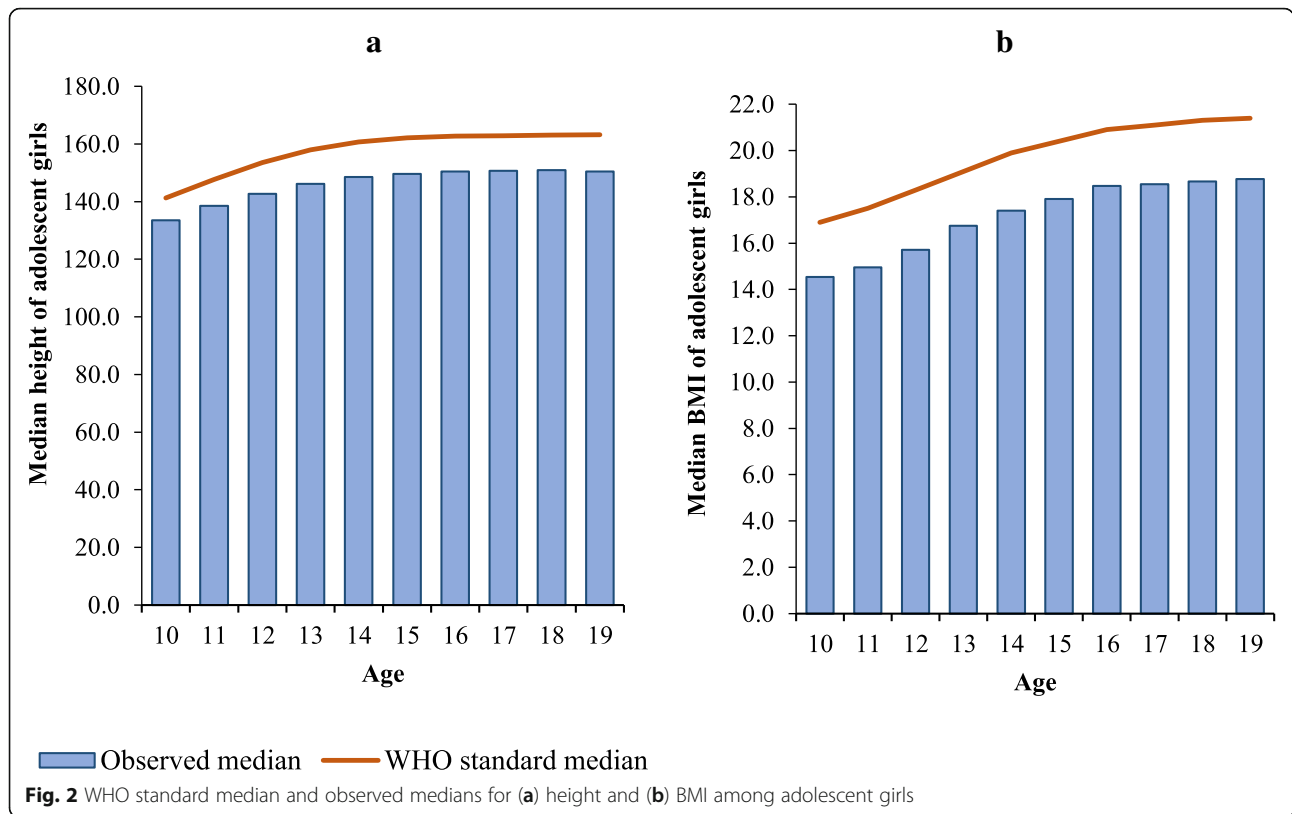 a
180.0
160.0
140.0
120.0
100.0
80.0
60.0
40.0
20.0
0.0
Median height of adolescent girls
10 11 12 13 14 15 16 17 18 19
Age
b
22.0
20.0
18.0
16.0
14.0
12.0
10.0
8.0
6.0
4.0
2.0
0.0
Median BMI of adolescent girls
10 11 12 13 14 15 16 17 18 19
Age
Observed median WHO standard median
Fig. 2 WHO standard median and observed medians for (a) height and (b) BMI among adolescent girls